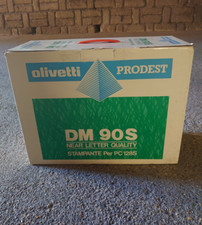 olivetti PRODEST
DM 90S
NEAR LETTER QUALITY
STAMPANTE Per PC128S